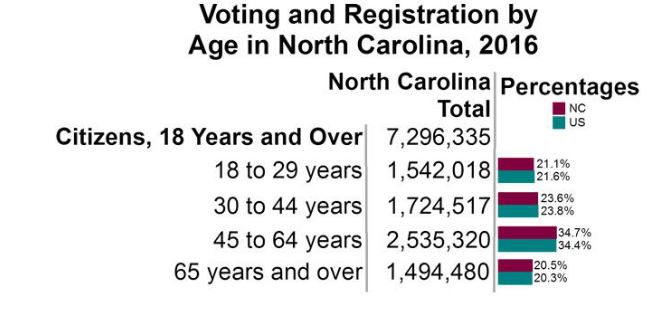 Voting and Registration by
Age in North Carolina, 2016
North Carolina
Total
Percentages
NC
US
Citizens, 18 Years and Over 7,296,335
18 to 29 years 1,542,018 21.1%
21.6%
30 to 44 years 1,724,517 23.6%
23.8%
45 to 64 years 2,535,320 34.7%
34.4%
65 years and over 1,494,480 20.5%
20.3%